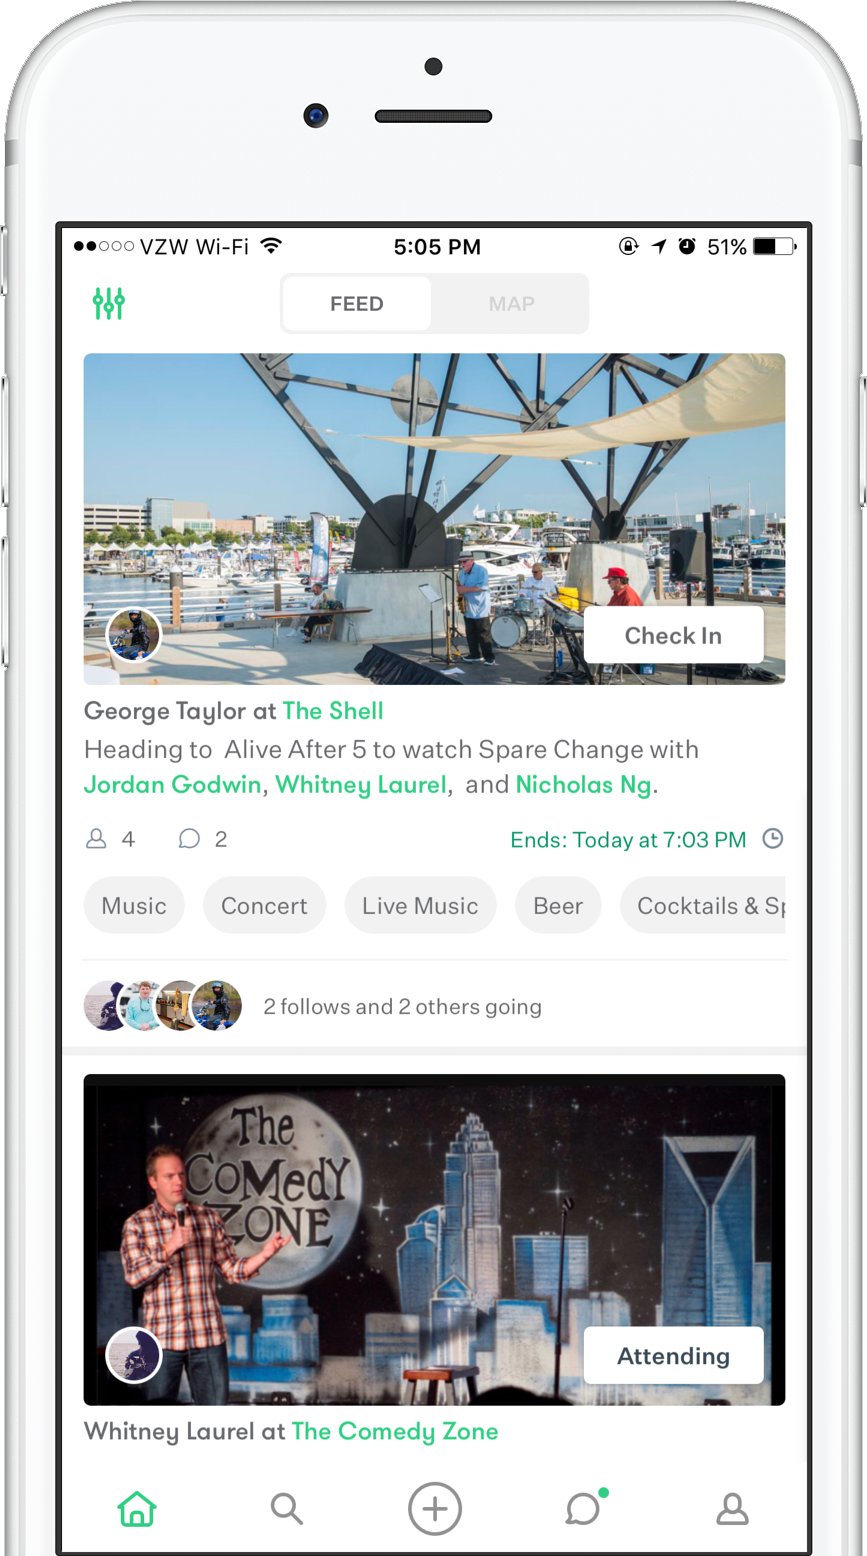 VZW Wi-Fi 5:05 PM 51%
FEED MAP
Check In
George Taylor at The Shell
Heading to Alive After 5 to watch Spare Change with
Jordan Godwin, Whitney Laurel, and Nicholas Ng.
4 2 Ends: Today at 7:03 PM
Music Concert Live Music Beer Cocktails & Sp
2 follows and 2 others going
The
COMedY
ZONE
Attending
Whitney Laurel at The Comedy Zone